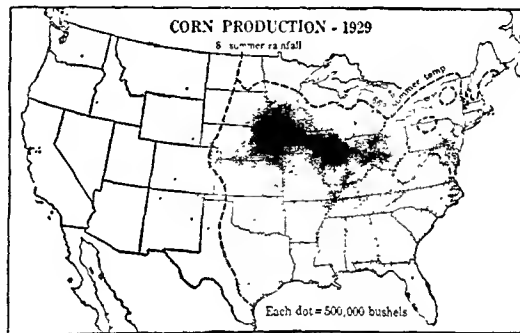 CORN PRODUCTION - 1929
8" summer rainfall
summer temp
Each dot = 500,000 bushels